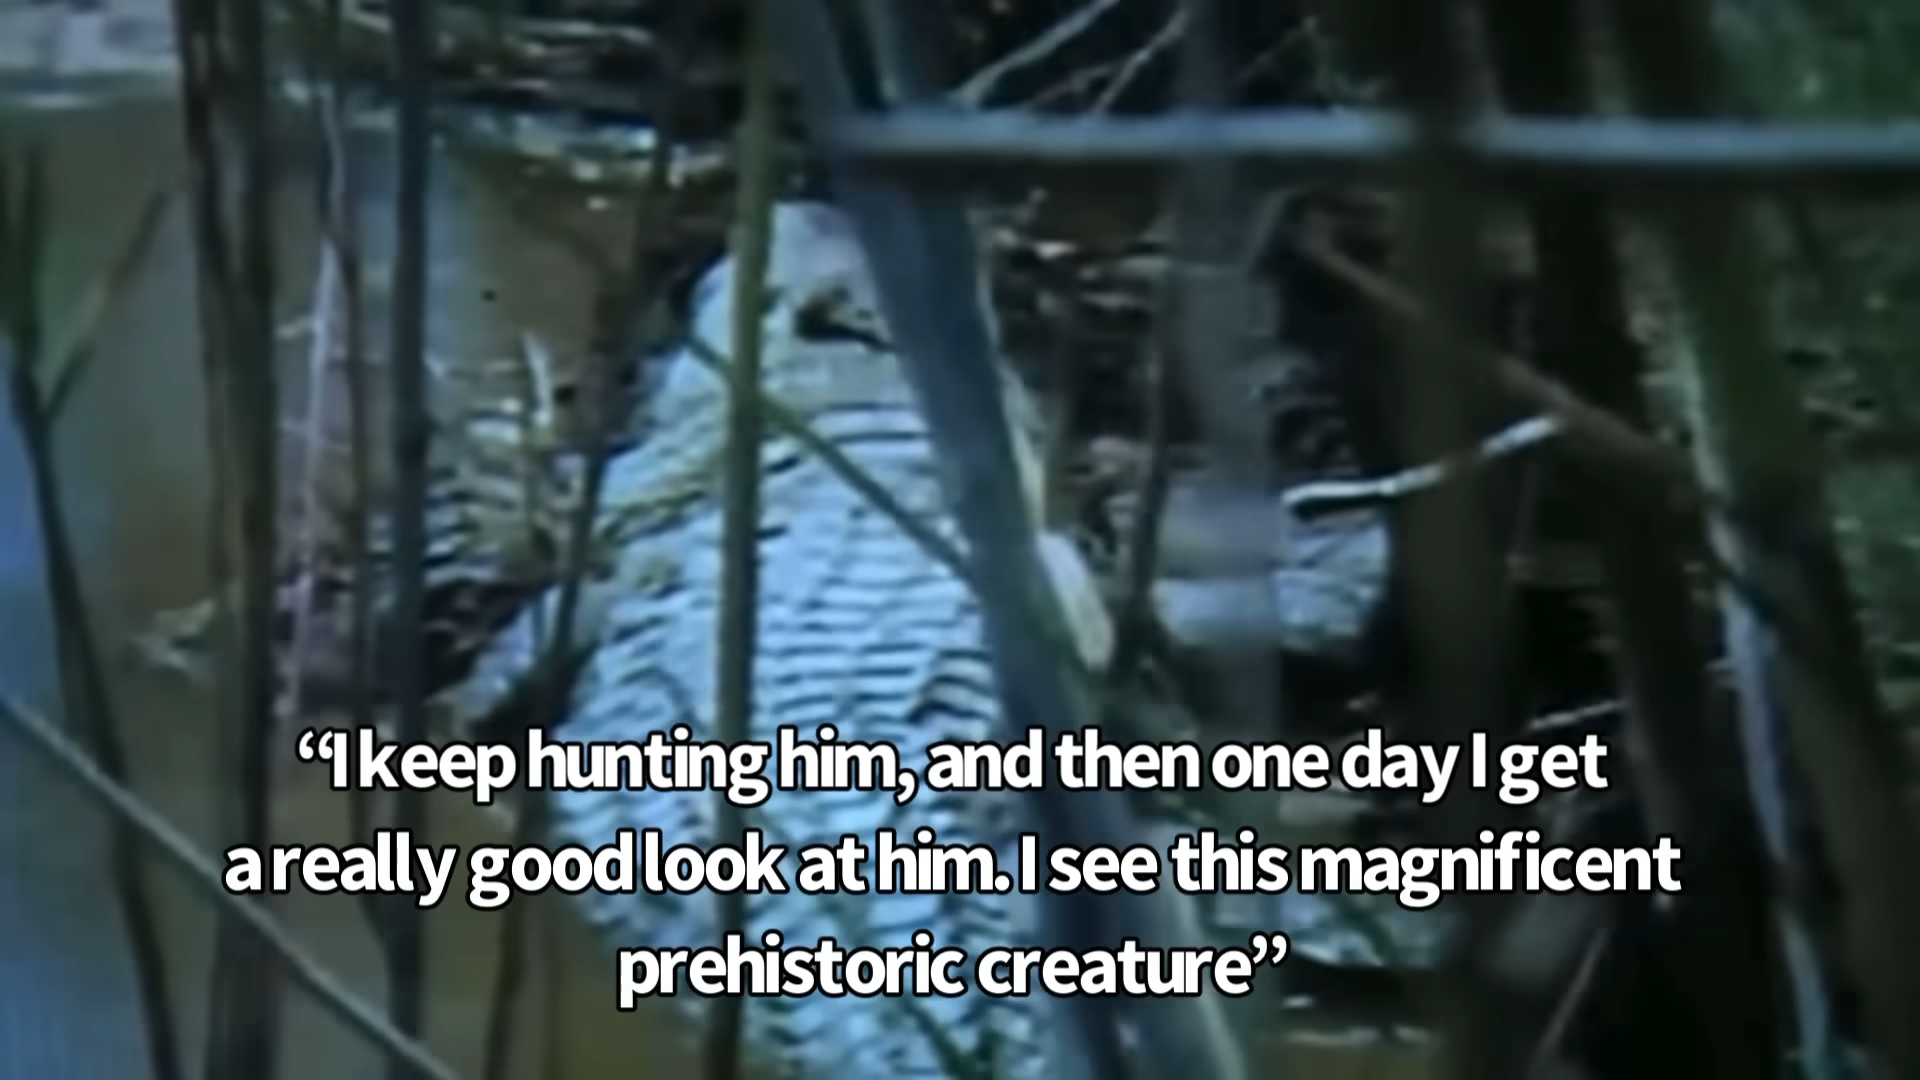 “I keep hunting him, and then one day I get
a really good look at him. I see this magnificent
prehistoric creature”